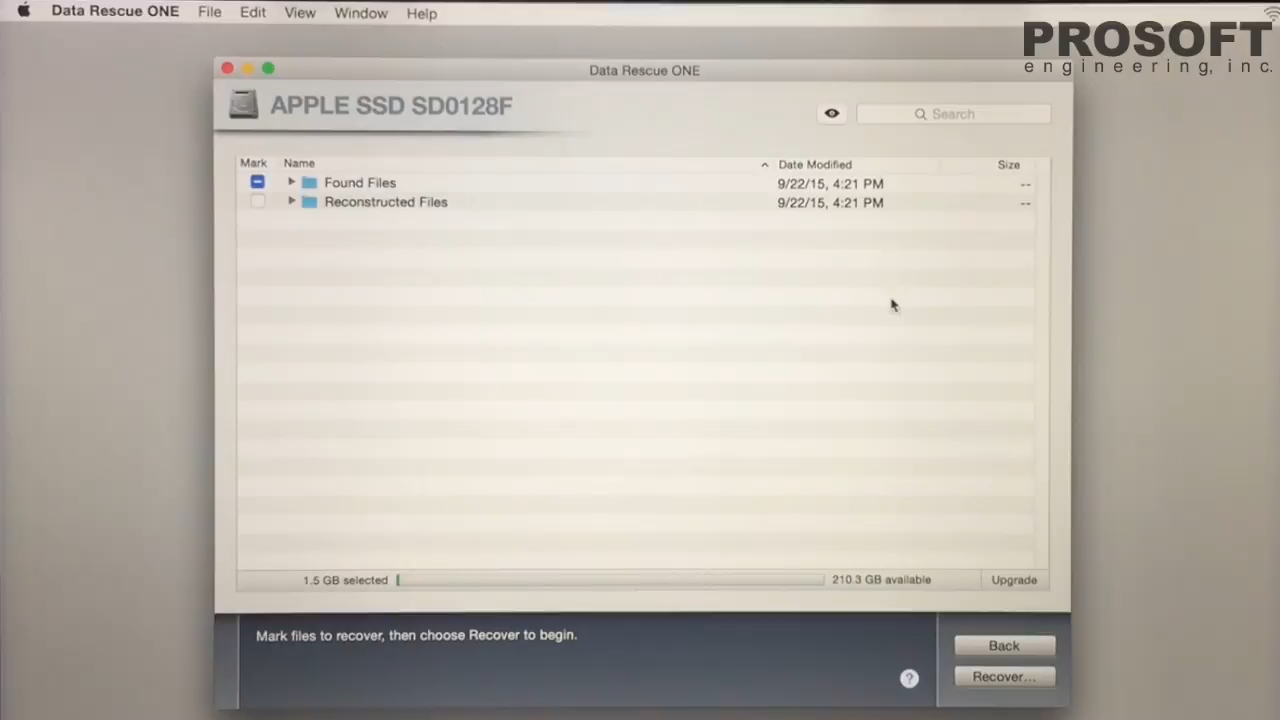 Data Rescue ONE File Edit View Window Help
PROSOFT
engineering, inc.
Data Rescue ONE
APPLE SSD SD0128F
Search
Mark Name Date Modified Size
Found Files 9/22/15, 4:21 PM --
Reconstructed Files 9/22/15, 4:21 PM --
1.5 GB selected 210.3 GB available Upgrade
Mark files to recover, then choose Recover to begin.
Back
?
Recover...